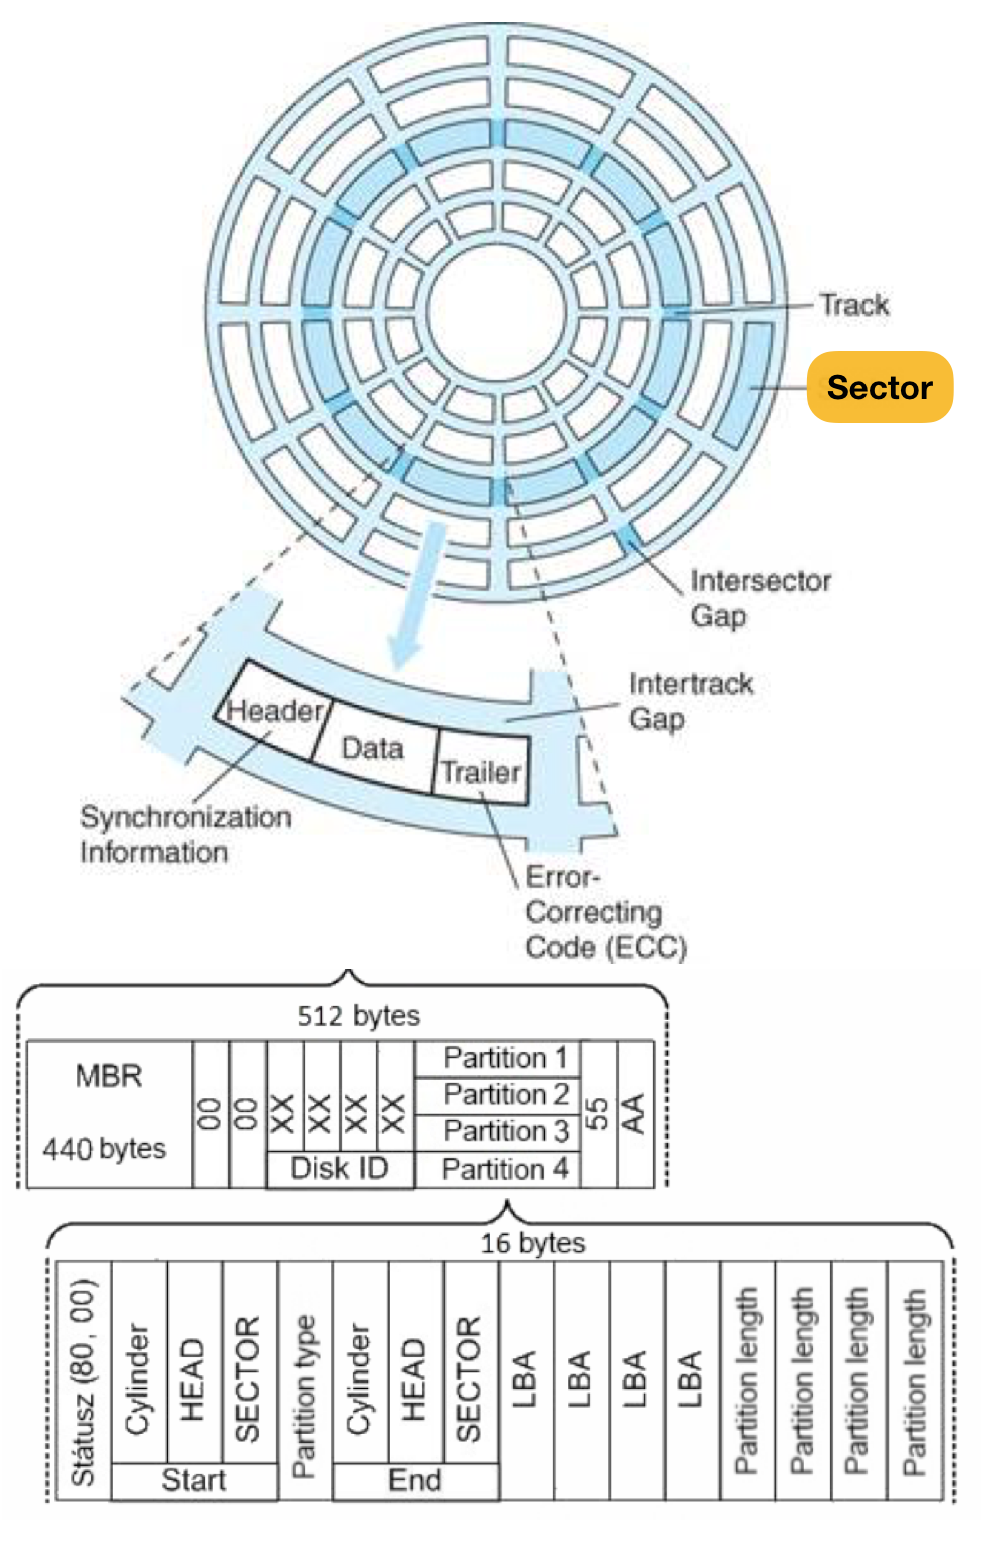 Track
Sector
Intersector
Gap
Intertrack
Gap
Header
Data
Trailer
Synchronization
Information
Error-
Correcting
Code (ECC)
512 bytes
MBR
440 bytes
00
00
XX
XX
XX
XX
Disk ID
Partition 1
Partition 2
Partition 3
Partition 4
55
AA
16 bytes
Státusz (80, 00)
Cylinder
HEAD
SECTOR
Start
Partition type
Cylinder
HEAD
SECTOR
End
LBA
LBA
LBA
LBA
Partition length
Partition length
Partition length
Partition length